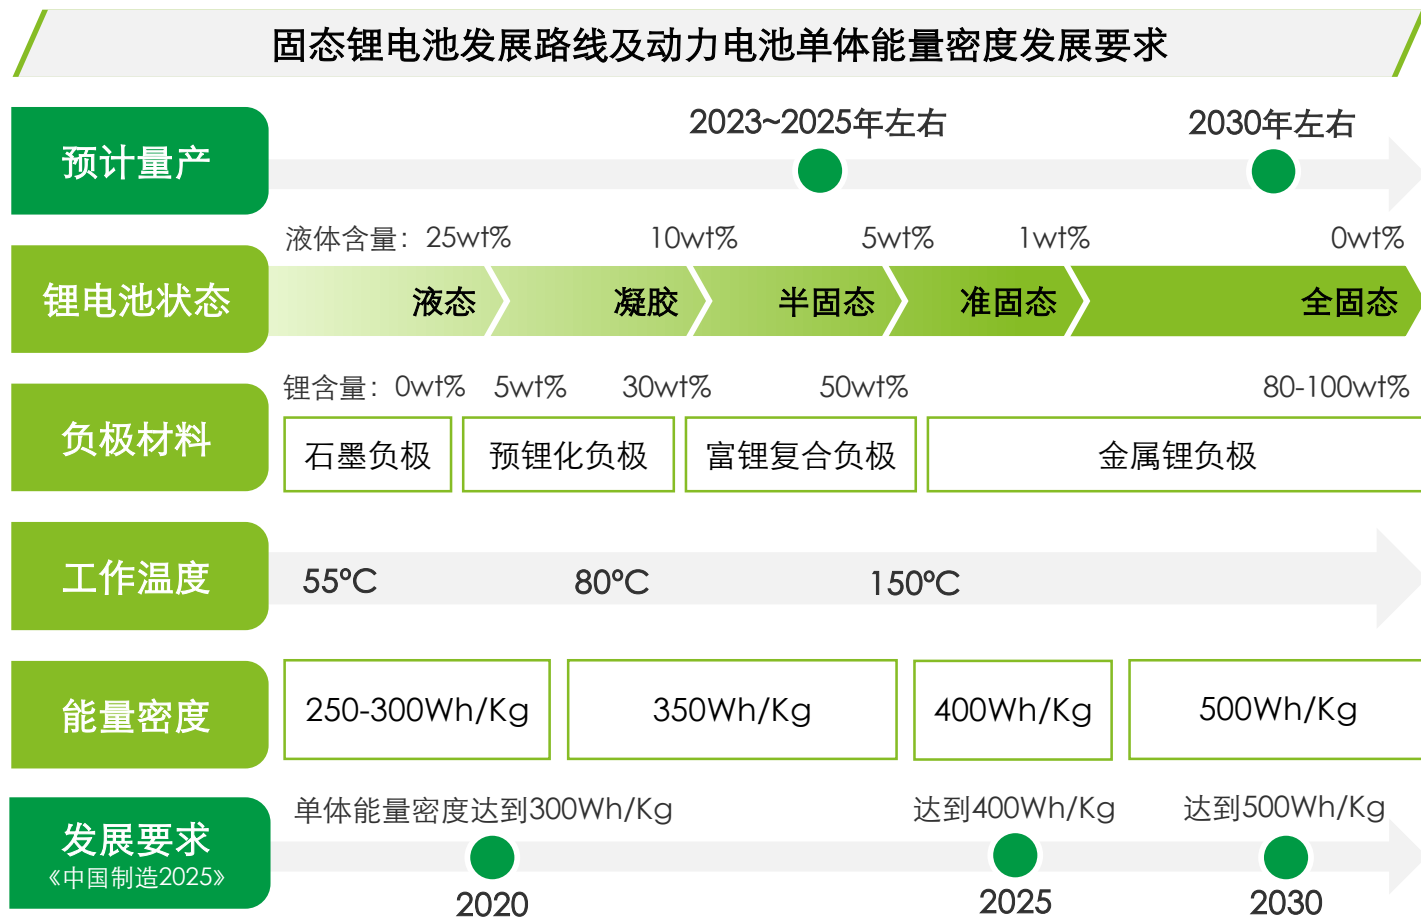 固态锂电池发展路线及动力电池单体能量密度发展要求
预计量产
2023~2025年左右
2030年左右
液体含量： 25wt% 10wt% 5wt% 1wt% 0wt%
锂电池状态
液态 凝胶 半固态 准固态 全固态
锂含量： 0wt% 5wt% 30wt% 50wt% 80-100wt%
负极材料
石墨负极 预锂化负极 富锂复合负极 金属锂负极
工作温度
55°C 80°C 150°C
能量密度
250-300Wh/Kg 350Wh/Kg 400Wh/Kg 500Wh/Kg
单体能量密度达到300Wh/Kg 达到400Wh/Kg 达到500Wh/Kg
发展要求
《中国制造2025》
2020 2025 2030